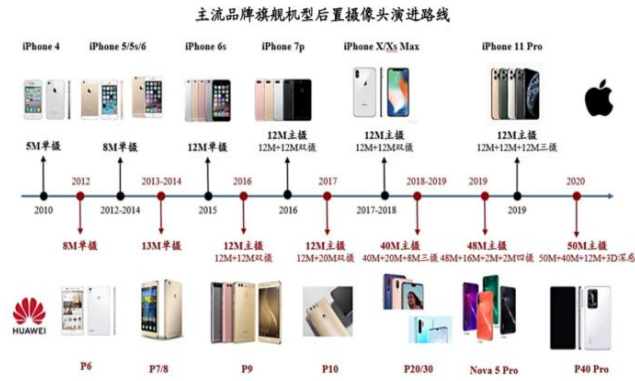 主流品牌旗舰机型后置摄像头演进路线
iPhone 4
iPhone 5/5s/6
iPhone 6s
iPhone 7p
iPhone X/Xs Max
iPhone 11 Pro
5M单摄
8M单摄
12M单摄
12M主摄
12M+12M双摄
12M主摄
12M+12M双摄
12M主摄
12M+12M+12M三摄
2012
2013-2014
2016
2017
2018-2019
2019
2020
2010
2012-2014
2015
2016
2017-2018
2019
8M单摄
13M单摄
12M主摄
12M+12M双摄
12M主摄
12M+20M双摄
40M主摄
40M+20M+8M三摄
48M主摄
48M+16M+2M+2M四摄
50M主摄
50M+40M+12M+3D深感
HUAWEI
P6
P7/8
P9
P10
P20/30
Nova 5 Pro
P40 Pro